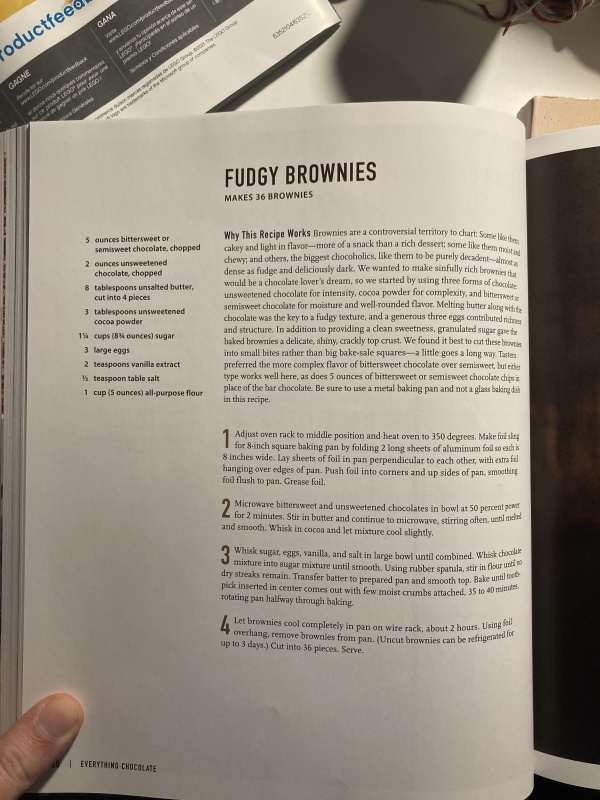 GAGNE
GANA
www.LEGO.com/productfeedback
Términos y Condiciones aplicables
6352104/6352
FUDGY BROWNIES
MAKES 36 BROWNIES
5 ounces bittersweet or
semisweet chocolate, chopped
2 ounces unsweetened
chocolate, chopped
8 tablespoons unsalted butter,
cut into 4 pieces
3 tablespoons unsweetened
cocoa powder
1¼ cups (8¾ ounces) sugar
3 large eggs
2 teaspoons vanilla extract
½ teaspoon table salt
1 cup (5 ounces) all-purpose flour
Why This Recipe Works Brownies are a controversial territory to chart: Some like them
cakey and light in flavor—more of a snack than a rich dessert; some like them moist and
chewy; and others, the biggest chocoholics, like them to be purely decadent—almost as
dense as fudge and deliciously dark. We wanted to make sinfully rich brownies that
would be a chocolate lover's dream, so we started by using three forms of chocolate:
unsweetened chocolate for intensity, cocoa powder for complexity, and bittersweet or
semisweet chocolate for moisture and well-rounded flavor. Melting butter along with the
chocolate was the key to a fudgy texture, and a generous three eggs contributed richness
and structure. In addition to providing a clean sweetness, granulated sugar gave the
baked brownies a delicate, shiny, crackly top crust. We found it best to cut these brownies
into small bites rather than big bake-sale squares—a little goes a long way. Tasters
preferred the more complex flavor of bittersweet chocolate over semisweet, but either
type works well here, as does 5 ounces of bittersweet or semisweet chocolate chips in
place of the bar chocolate. Be sure to use a metal baking pan and not a glass baking dish
in this recipe.
1 Adjust oven rack to middle position and heat oven to 350 degrees. Make foil sling
for 8-inch square baking pan by folding 2 long sheets of aluminum foil so each is
8 inches wide. Lay sheets of foil in pan perpendicular to each other, with extra foil
hanging over edges of pan. Push foil into corners and up sides of pan, smoothing
foil flush to pan. Grease foil.
2 Microwave bittersweet and unsweetened chocolates in bowl at 50 percent power
for 2 minutes. Stir in butter and continue to microwave, stirring often, until melted
and smooth. Whisk in cocoa and let mixture cool slightly.
3 Whisk sugar, eggs, vanilla, and salt in large bowl until combined. Whisk chocolate
mixture into sugar mixture until smooth. Using rubber spatula, stir in flour until no
dry streaks remain. Transfer batter to prepared pan and smooth top. Bake until tooth-
pick inserted in center comes out with few moist crumbs attached, 35 to 40 minutes,
rotating pan halfway through baking.
4 Let brownies cool completely in pan on wire rack, about 2 hours. Using foil
overhang, remove brownies from pan. (Uncut brownies can be refrigerated for
up to 3 days.) Cut into 36 pieces. Serve.
| EVERYTHING CHOCOLATE